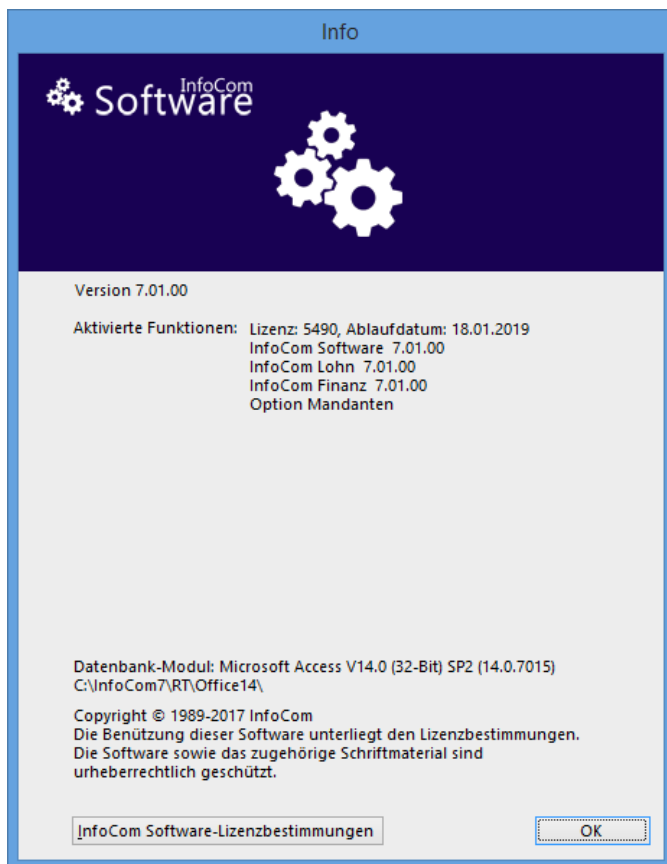 Info
InfoCom
Software
Version 7.01.00
Aktivierte Funktionen: Lizenz: 5490, Ablaufdatum: 18.01.2019
InfoCom Software 7.01.00
InfoCom Lohn 7.01.00
InfoCom Finanz 7.01.00
Option Mandanten
Datenbank-Modul: Microsoft Access V14.0 (32-Bit) SP2 (14.0.7015)
C:\InfoCom7\RT\Office14\
Copyright © 1989-2017 InfoCom
Die Benützung dieser Software unterliegt den Lizenzbestimmungen.
Die Software sowie das zugehörige Schriftmaterial sind
urheberrechtlich geschützt.
InfoCom Software-Lizenzbestimmungen
OK